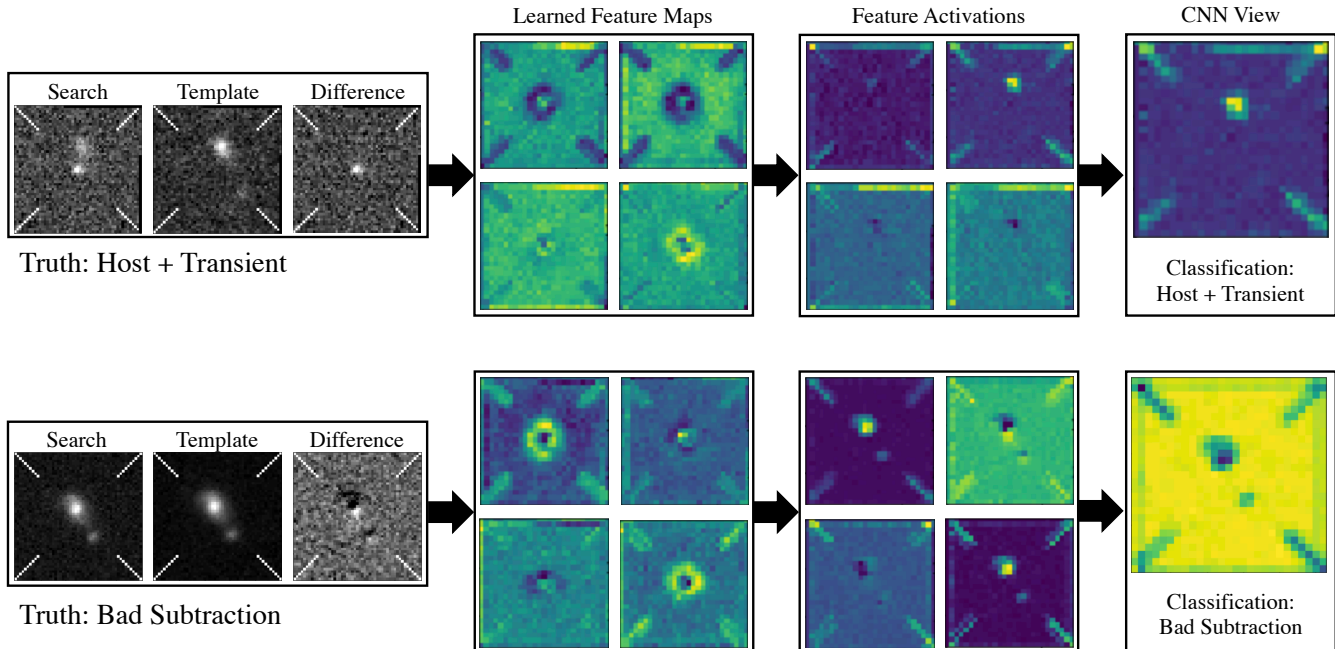 Learned Feature Maps
Feature Activations
CNN View
Search
Template
Difference
Truth: Host + Transient
Classification:
Host + Transient
Search
Template
Difference
Truth: Bad Subtraction
Classification:
Bad Subtraction